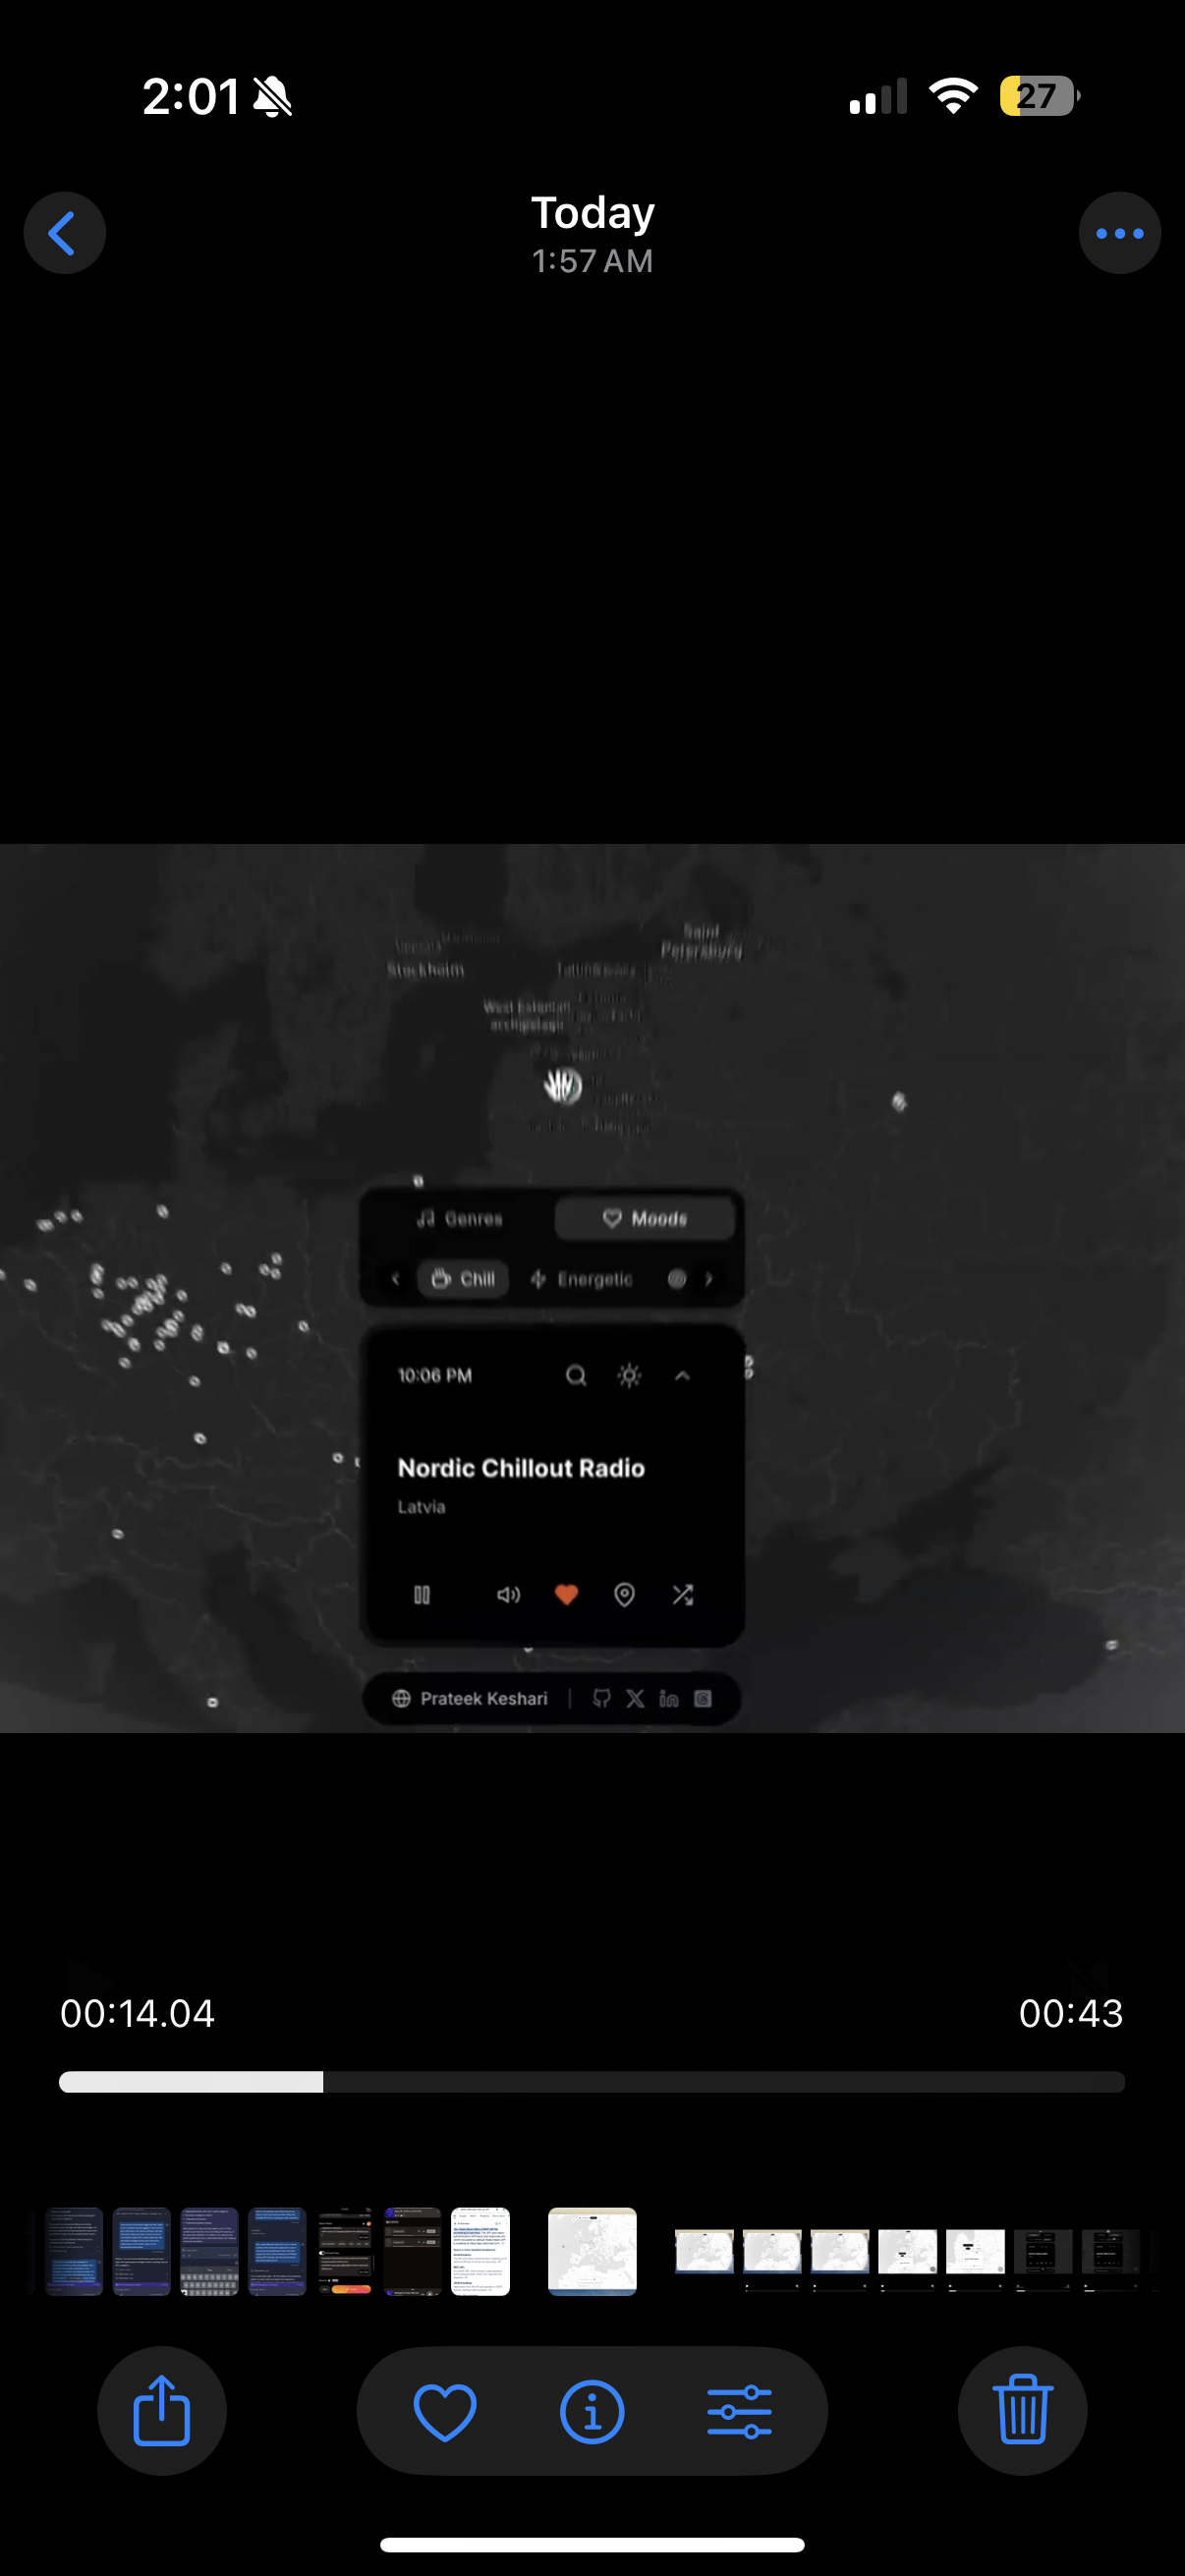 2:01
27
Today
1:57 AM
Saint
Petersburg
Stockholm
West Estonian
archipelago
Genres
Moods
Chill
Energetic
10:06 PM
Nordic Chillout Radio
Latvia
Prateek Keshari
00:14.04
00:43